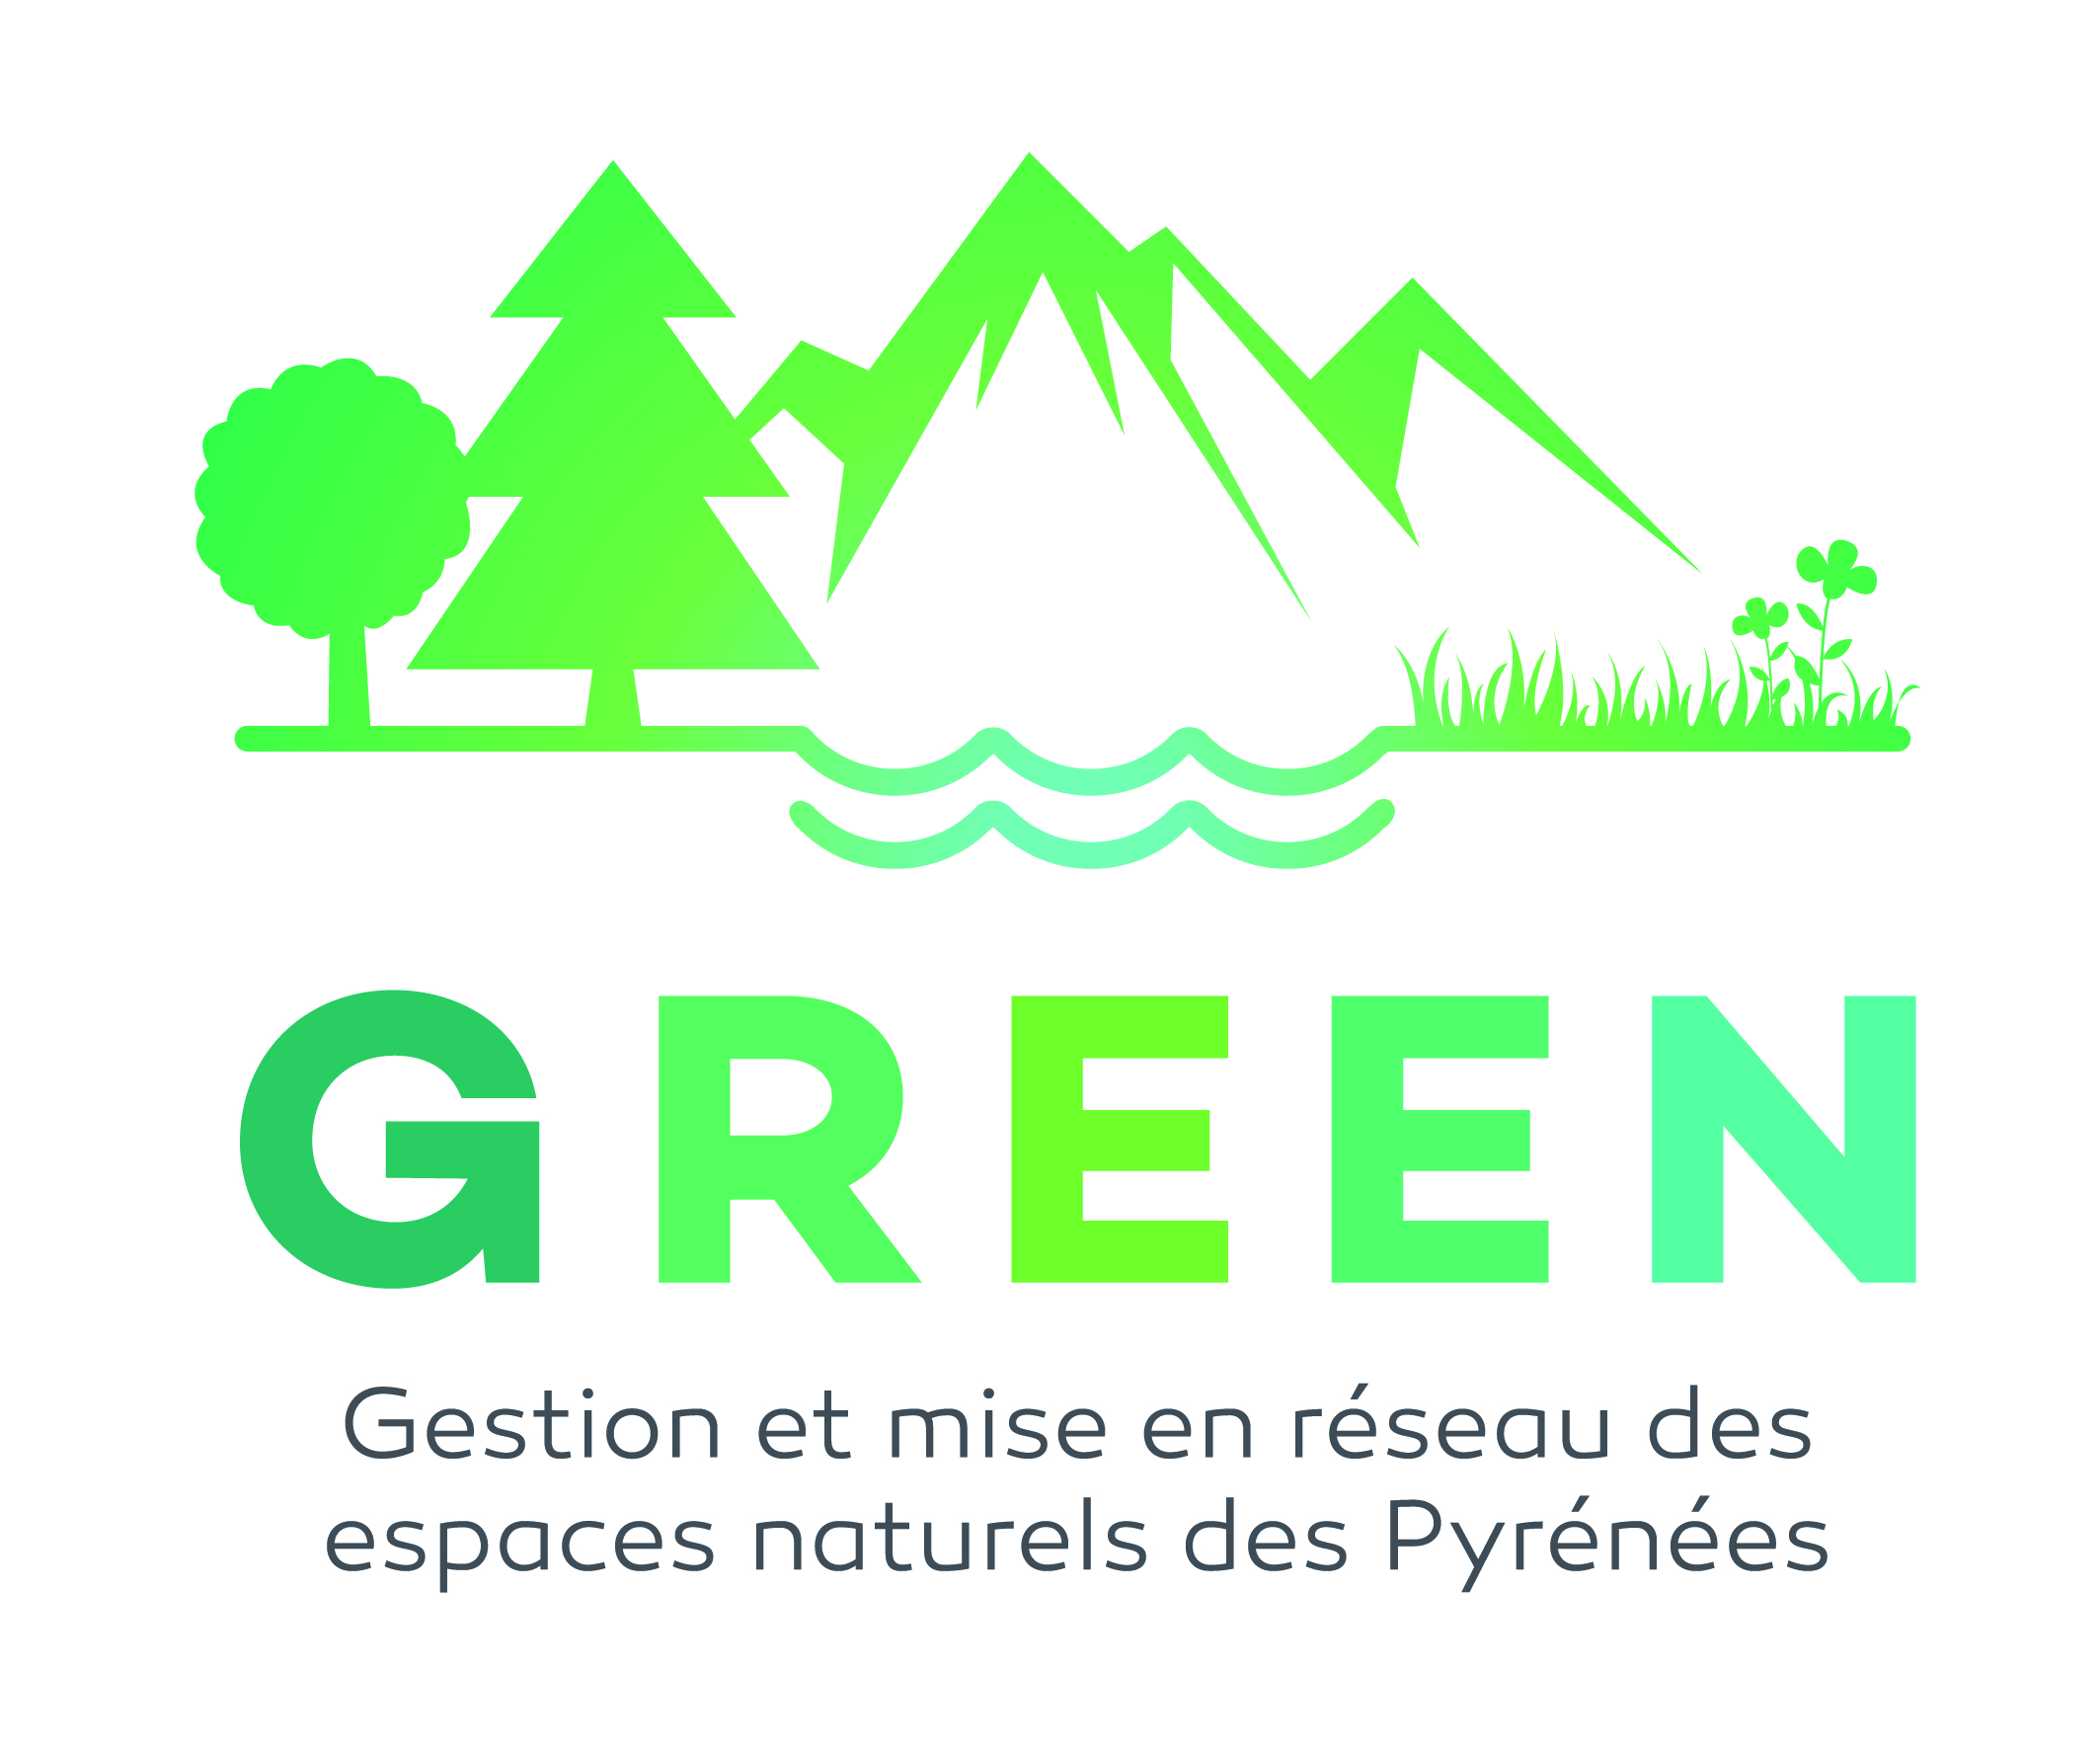 GREEN
Gestion et mise en réseau des
espaces naturels des Pyrénées